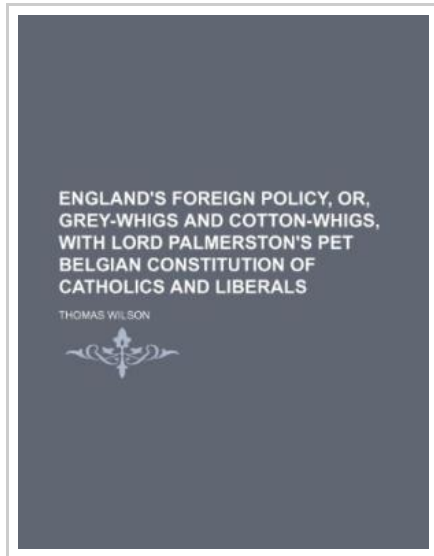 ENGLAND'S FOREIGN POLICY, OR,
GREY-WHIGS AND COTTON-WHIGS,
WITH LORD PALMERSTON'S PET
BELGIAN CONSTITUTION OF
CATHOLICS AND LIBERALS
THOMAS WILSON